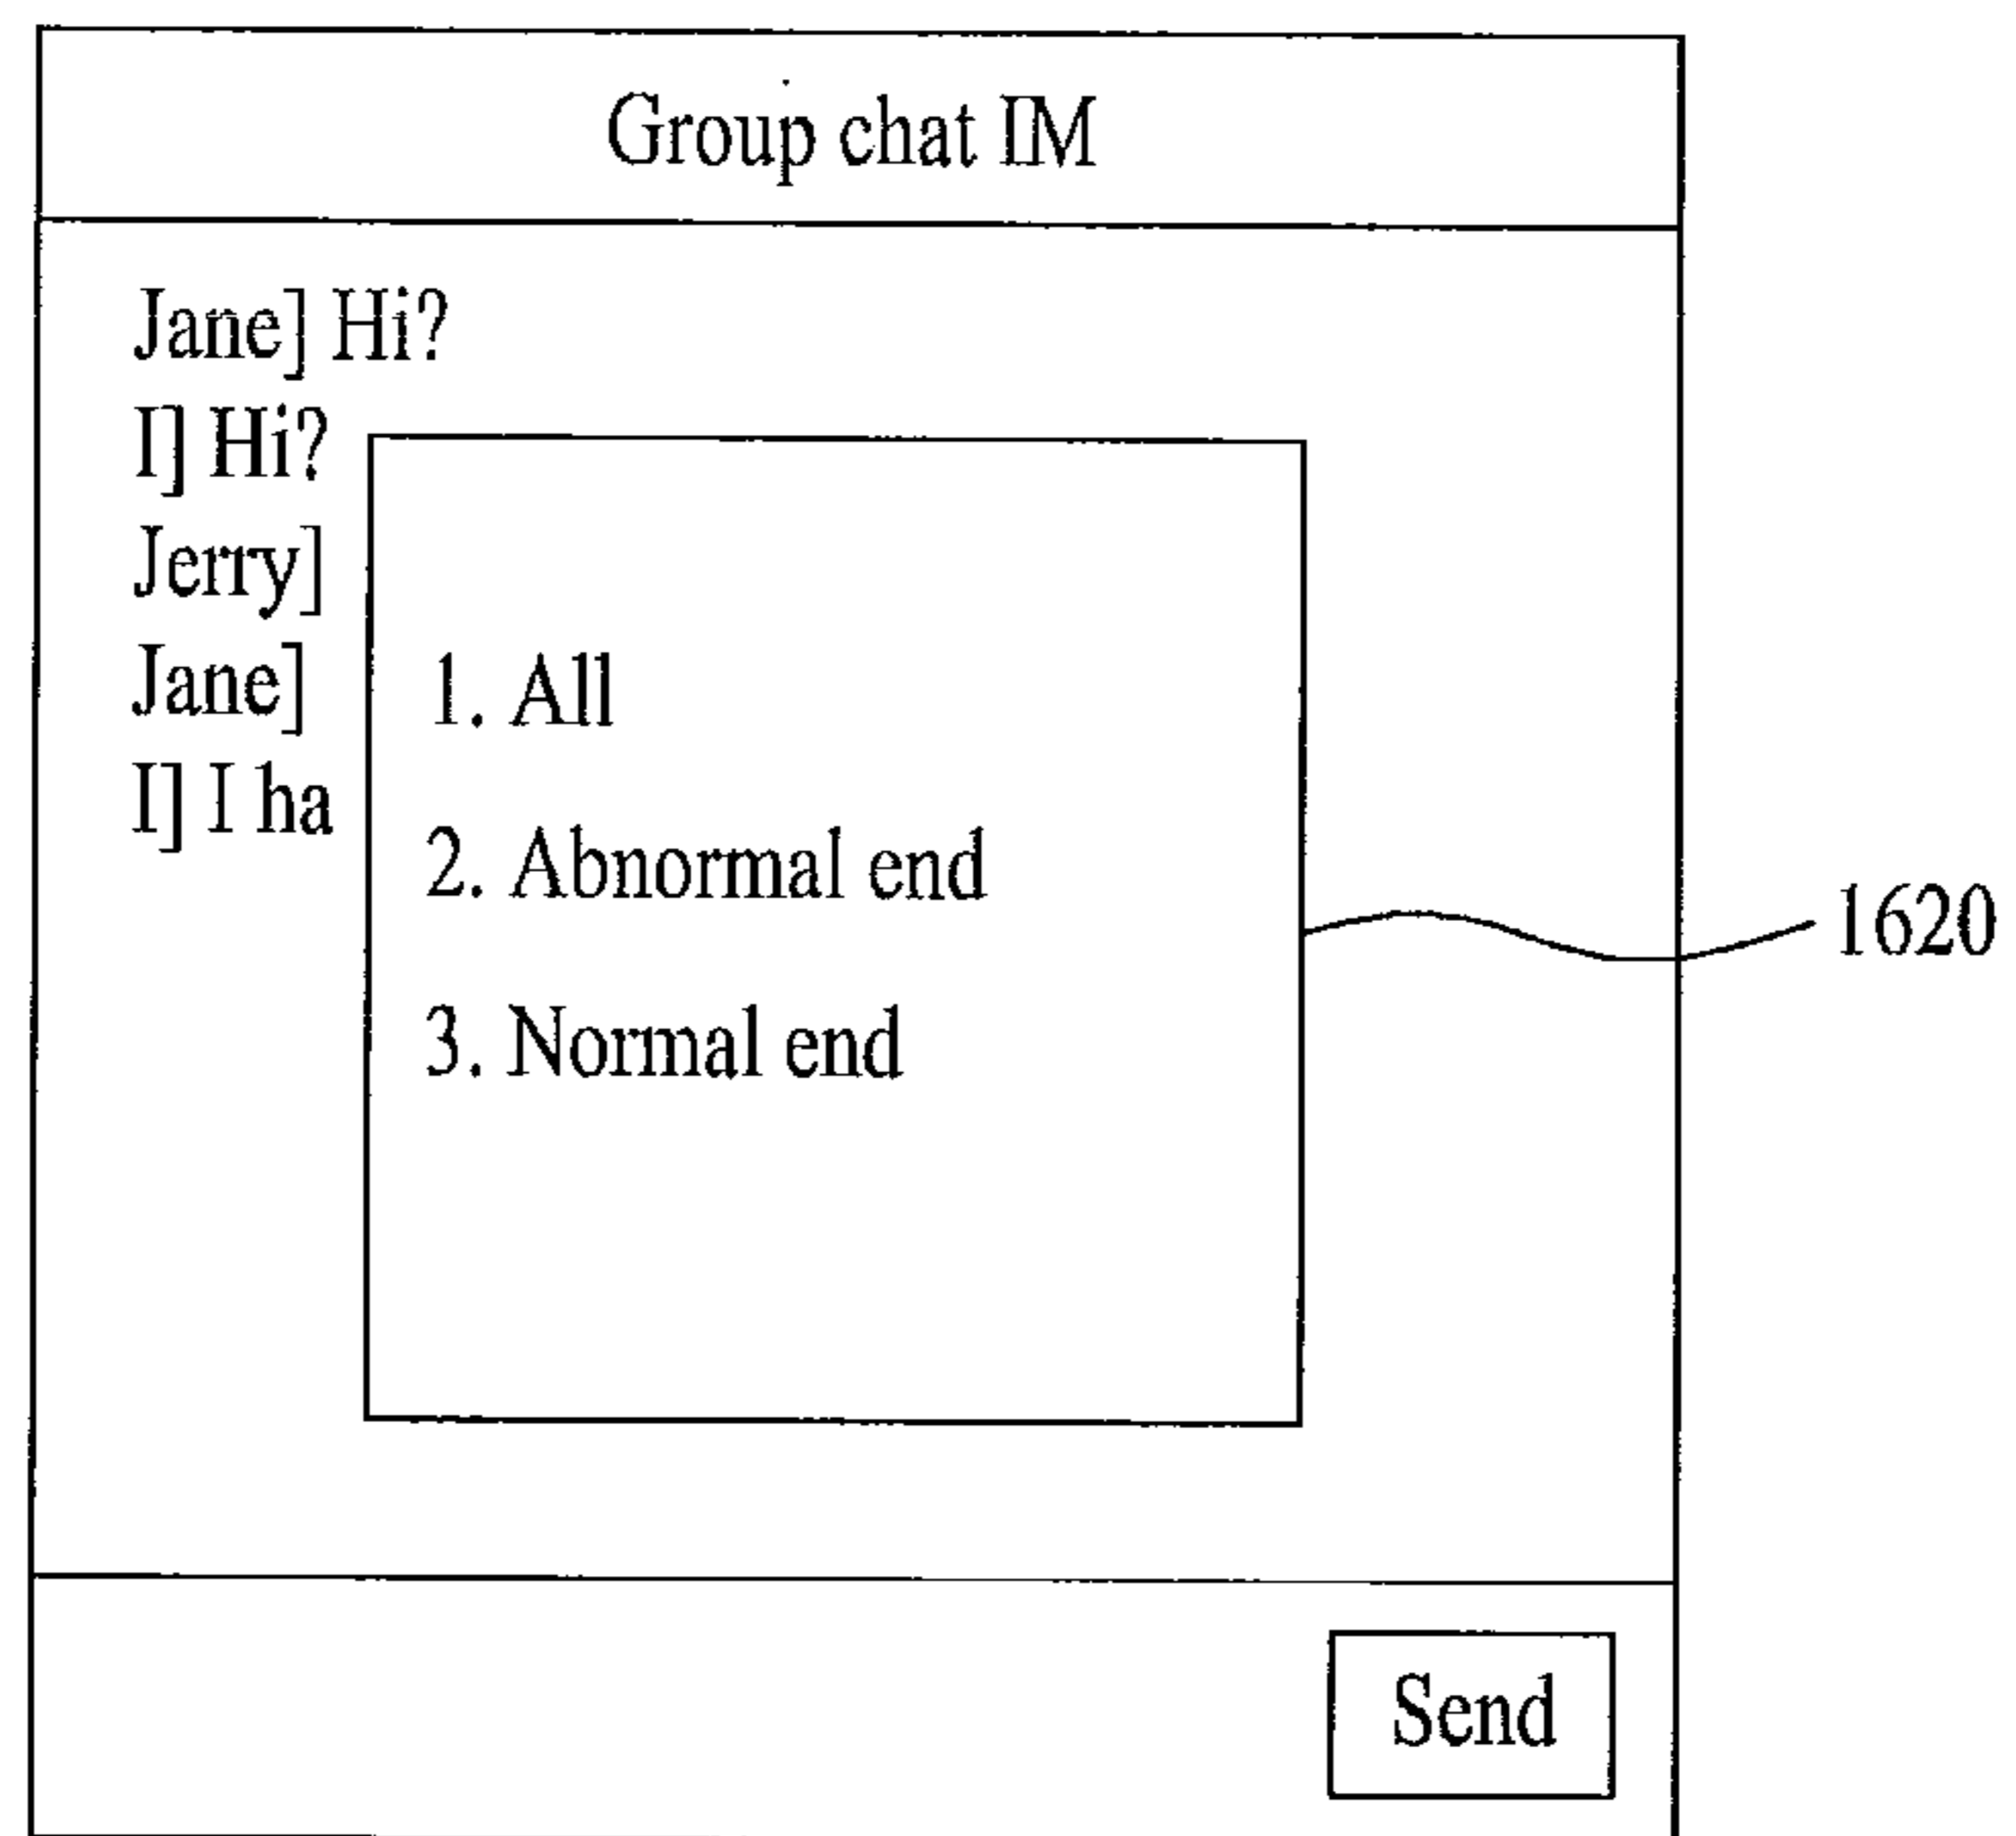 Group chat IM
Jane] Hi?
I] Hi?
Jerry]
Jane]
I] I ha
1. All
2. Abnormal end
3. Normal end
1620
Send